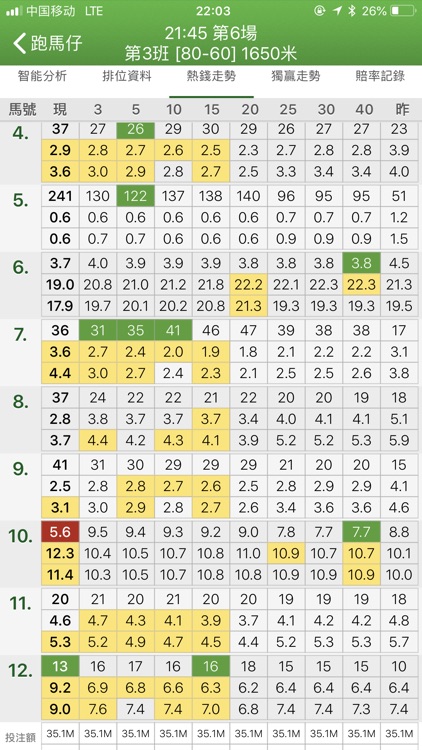 中国移动 LTE 22:03 26%
跑馬仔
21:45 第6場
第3班 [80-60] 1650米
智能分析 排位資料 熱錢走勢 獨贏走勢 賠率記錄
馬號 現 3 5 10 15 20 25 30 40 昨
4. 37 27 26 29 30 29 26 27 27 23
2.9 2.8 2.7 2.6 2.5 2.3 2.7 2.8 2.8 3.9
3.6 3.0 2.9 2.8 2.7 2.5 3.3 3.4 3.4 4.0
5. 241 130 122 137 138 140 96 95 95 51
0.6 0.6 0.6 0.6 0.6 0.6 0.8 0.7 0.7 1.2
0.6 0.7 0.7 0.6 0.6 0.6 0.9 0.9 0.9 1.5
6. 3.7 4.0 3.9 3.9 3.9 3.8 3.8 3.8 3.8 4.5
19.0 20.8 21.0 21.2 21.8 22.2 22.1 22.3 22.3 21.3
17.9 19.7 20.1 20.2 20.8 21.3 19.3 19.3 19.3 19.5
7. 36 31 35 41 46 47 39 38 38 17
3.6 2.7 2.4 2.0 1.9 1.8 2.1 2.2 2.2 3.1
4.4 3.0 2.7 2.4 2.3 2.1 2.5 2.5 2.6 3.8
8. 37 24 22 22 21 22 20 20 19 18
2.8 3.8 3.7 3.7 3.7 3.4 4.0 4.1 4.1 5.1
3.7 4.4 4.2 4.3 4.1 3.9 5.2 5.2 5.3 5.9
9. 41 31 30 29 29 29 21 20 20 15
2.5 2.8 2.8 2.7 2.6 2.5 2.8 2.9 2.9 4.1
3.1 3.0 2.9 2.8 2.7 2.6 3.4 3.6 3.6 4.6
10. 5.6 9.5 9.4 9.3 9.2 9.0 7.8 7.7 7.7 8.8
12.3 10.4 10.5 10.7 10.8 11.0 10.9 10.7 10.7 10.1
11.4 10.3 10.5 10.7 10.8 10.8 10.9 10.9 10.9 10.0
11. 20 21 20 21 20 20 19 19 19 18
4.6 4.7 4.3 4.1 3.9 3.7 4.1 4.2 4.2 4.8
5.3 5.2 4.9 4.7 4.5 4.4 5.2 5.3 5.3 5.7
12. 13 16 17 16 16 18 15 15 15 10
9.2 6.9 6.8 6.6 6.3 6.2 6.4 6.4 6.4 6.4
9.0 7.6 7.4 7.4 7.0 6.8 7.4 7.4 7.3 7.4
投注額 35.1M 35.1M 35.1M 35.1M 35.1M 35.1M 35.1M 35.1M 35.1M 35.1M